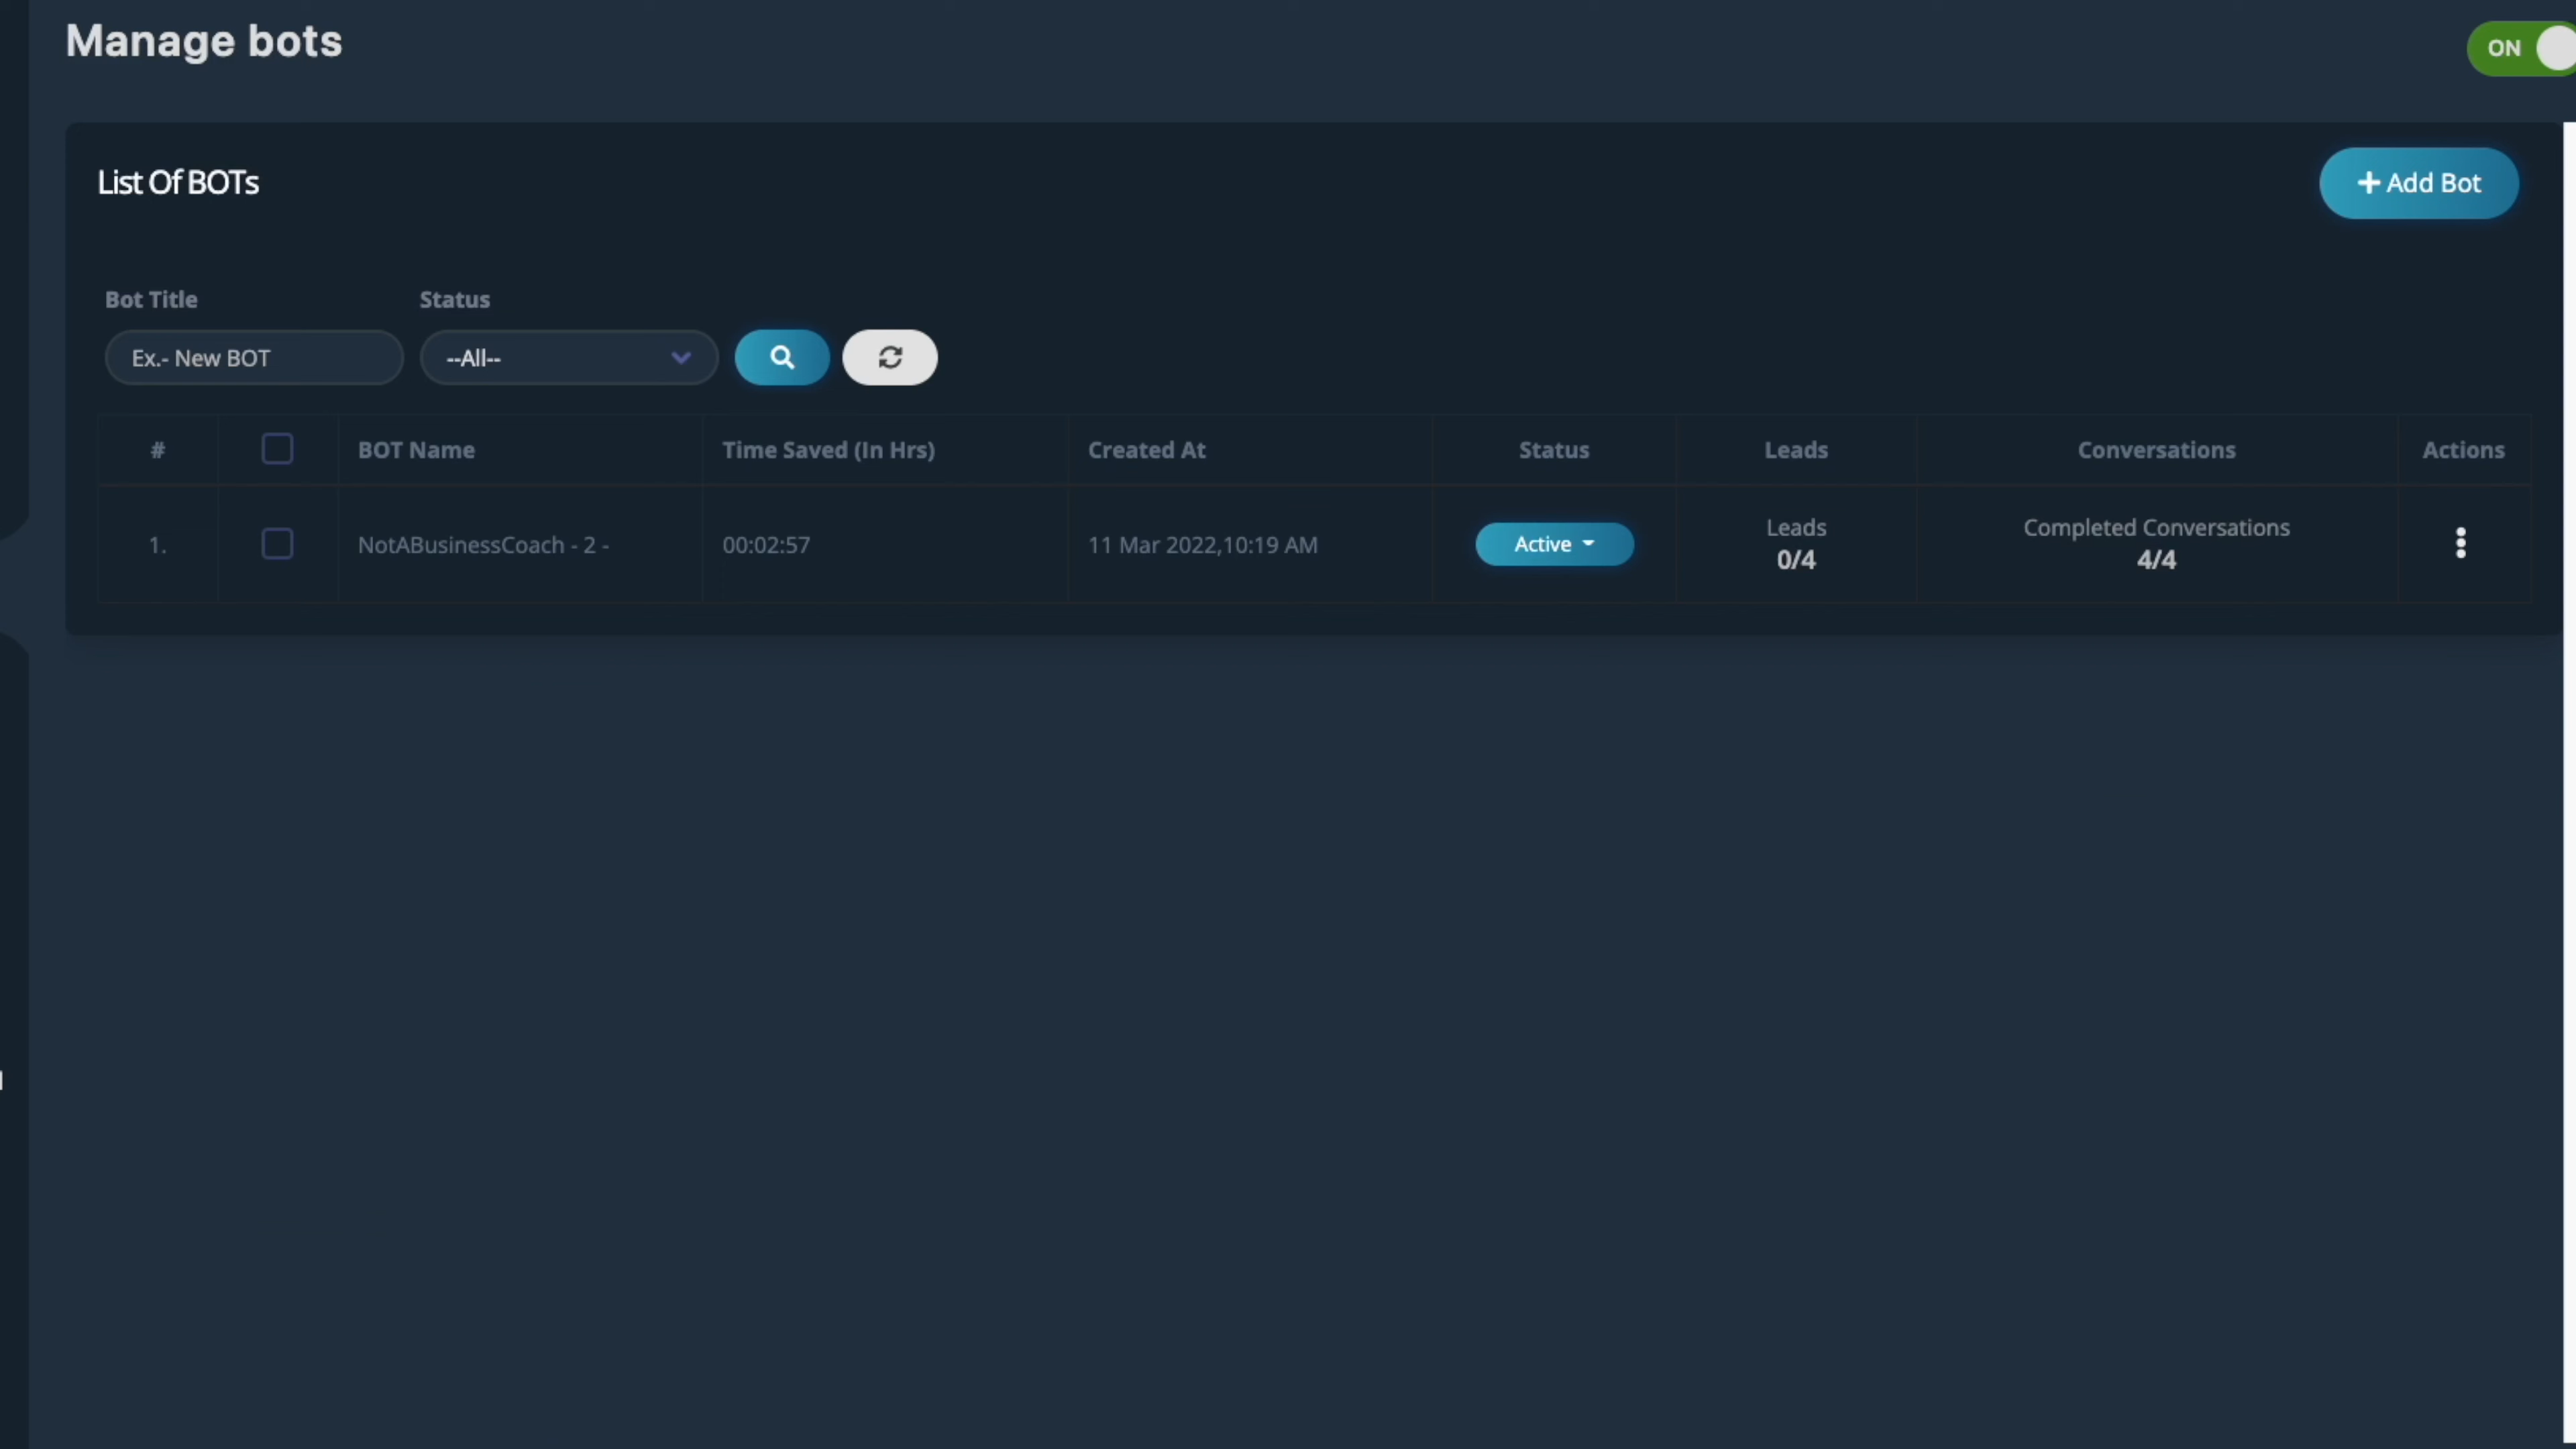 Manage bots
ON
List Of BOTs
Add Bot
Bot Title
Status
Ex.- New BOT
--All--
# BOT Name Time Saved (In Hrs) Created At Status Leads Conversations Actions
1. NotABusinessCoach - 2 - 00:02:57 11 Mar 2022,10:19 AM Active Leads Completed Conversations
0/4 4/4